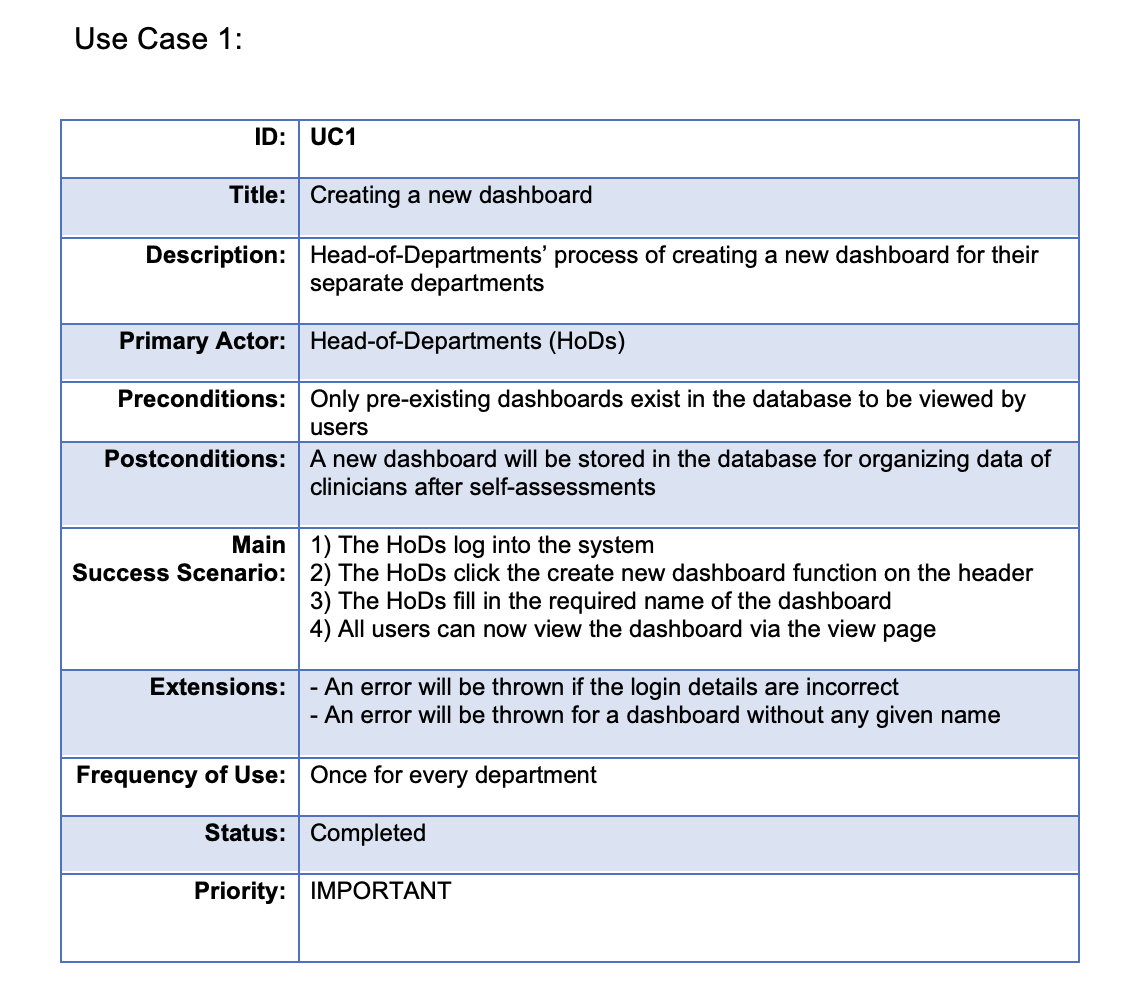 Use Case 1:
ID: UC1
Title: Creating a new dashboard
Description: Head-of-Departments’ process of creating a new dashboard for their
separate departments
Primary Actor: Head-of-Departments (HoDs)
Preconditions: Only pre-existing dashboards exist in the database to be viewed by
users
Postconditions: A new dashboard will be stored in the database for organizing data of
clinicians after self-assessments
Main
Success Scenario:
1) The HoDs log into the system
2) The HoDs click the create new dashboard function on the header
3) The HoDs fill in the required name of the dashboard
4) All users can now view the dashboard via the view page
Extensions: - An error will be thrown if the login details are incorrect
- An error will be thrown for a dashboard without any given name
Frequency of Use: Once for every department
Status: Completed
Priority: IMPORTANT